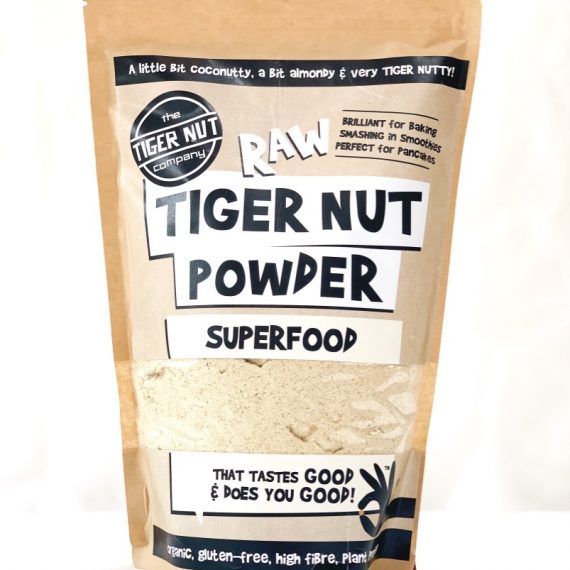 A little Bit coconutty, a Bit almondy & very TIGER NUTTY!
the
TIGER NUT
company
RAW
BRILLIANT for Baking
SMASHING in Smoothies
PERFECT for Pancakes
TIGER NUT
POWDER
SUPERFOOD
THAT TASTES GOOD
& DOES YOU GOOD!
TM
organic, gluten-free, high fibre, Plant